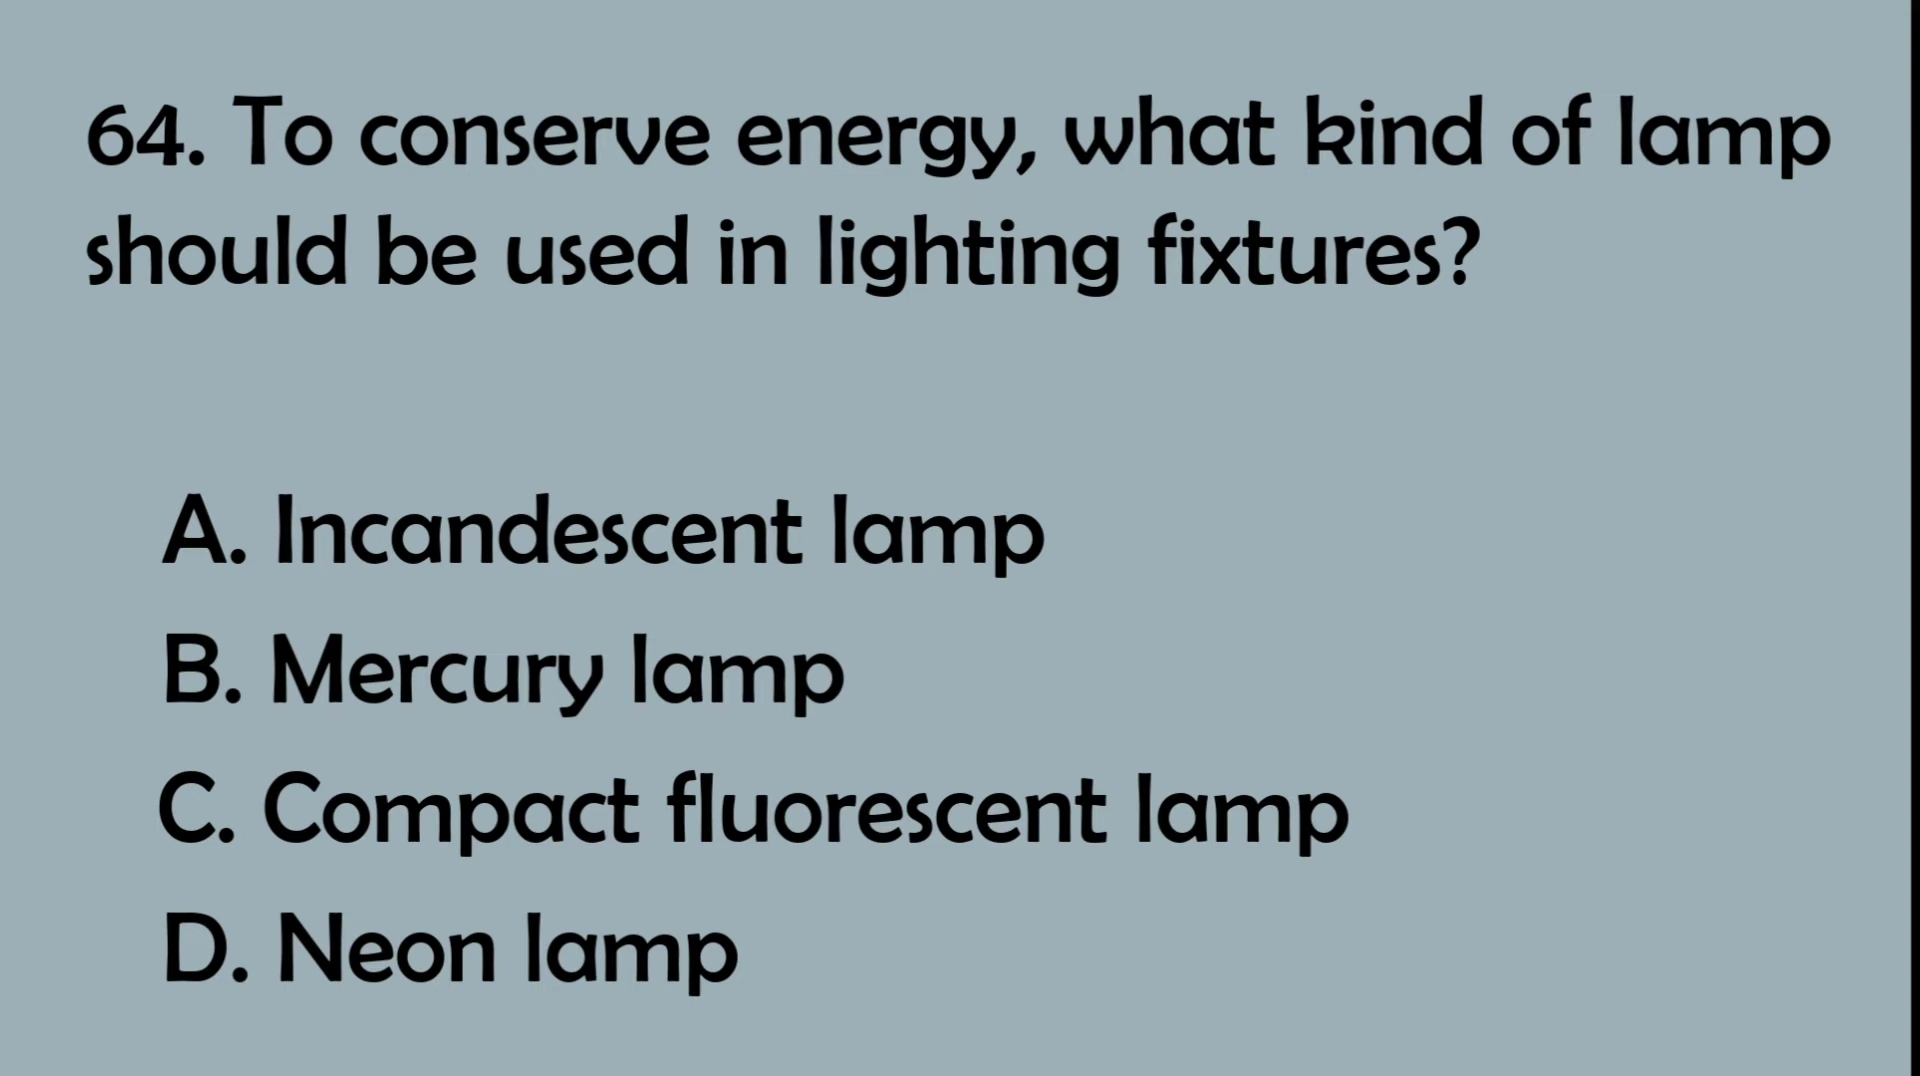 64. To conserve energy, what kind of lamp
should be used in lighting fixtures?
A. Incandescent lamp
B. Mercury lamp
C. Compact fluorescent lamp
D. Neon lamp